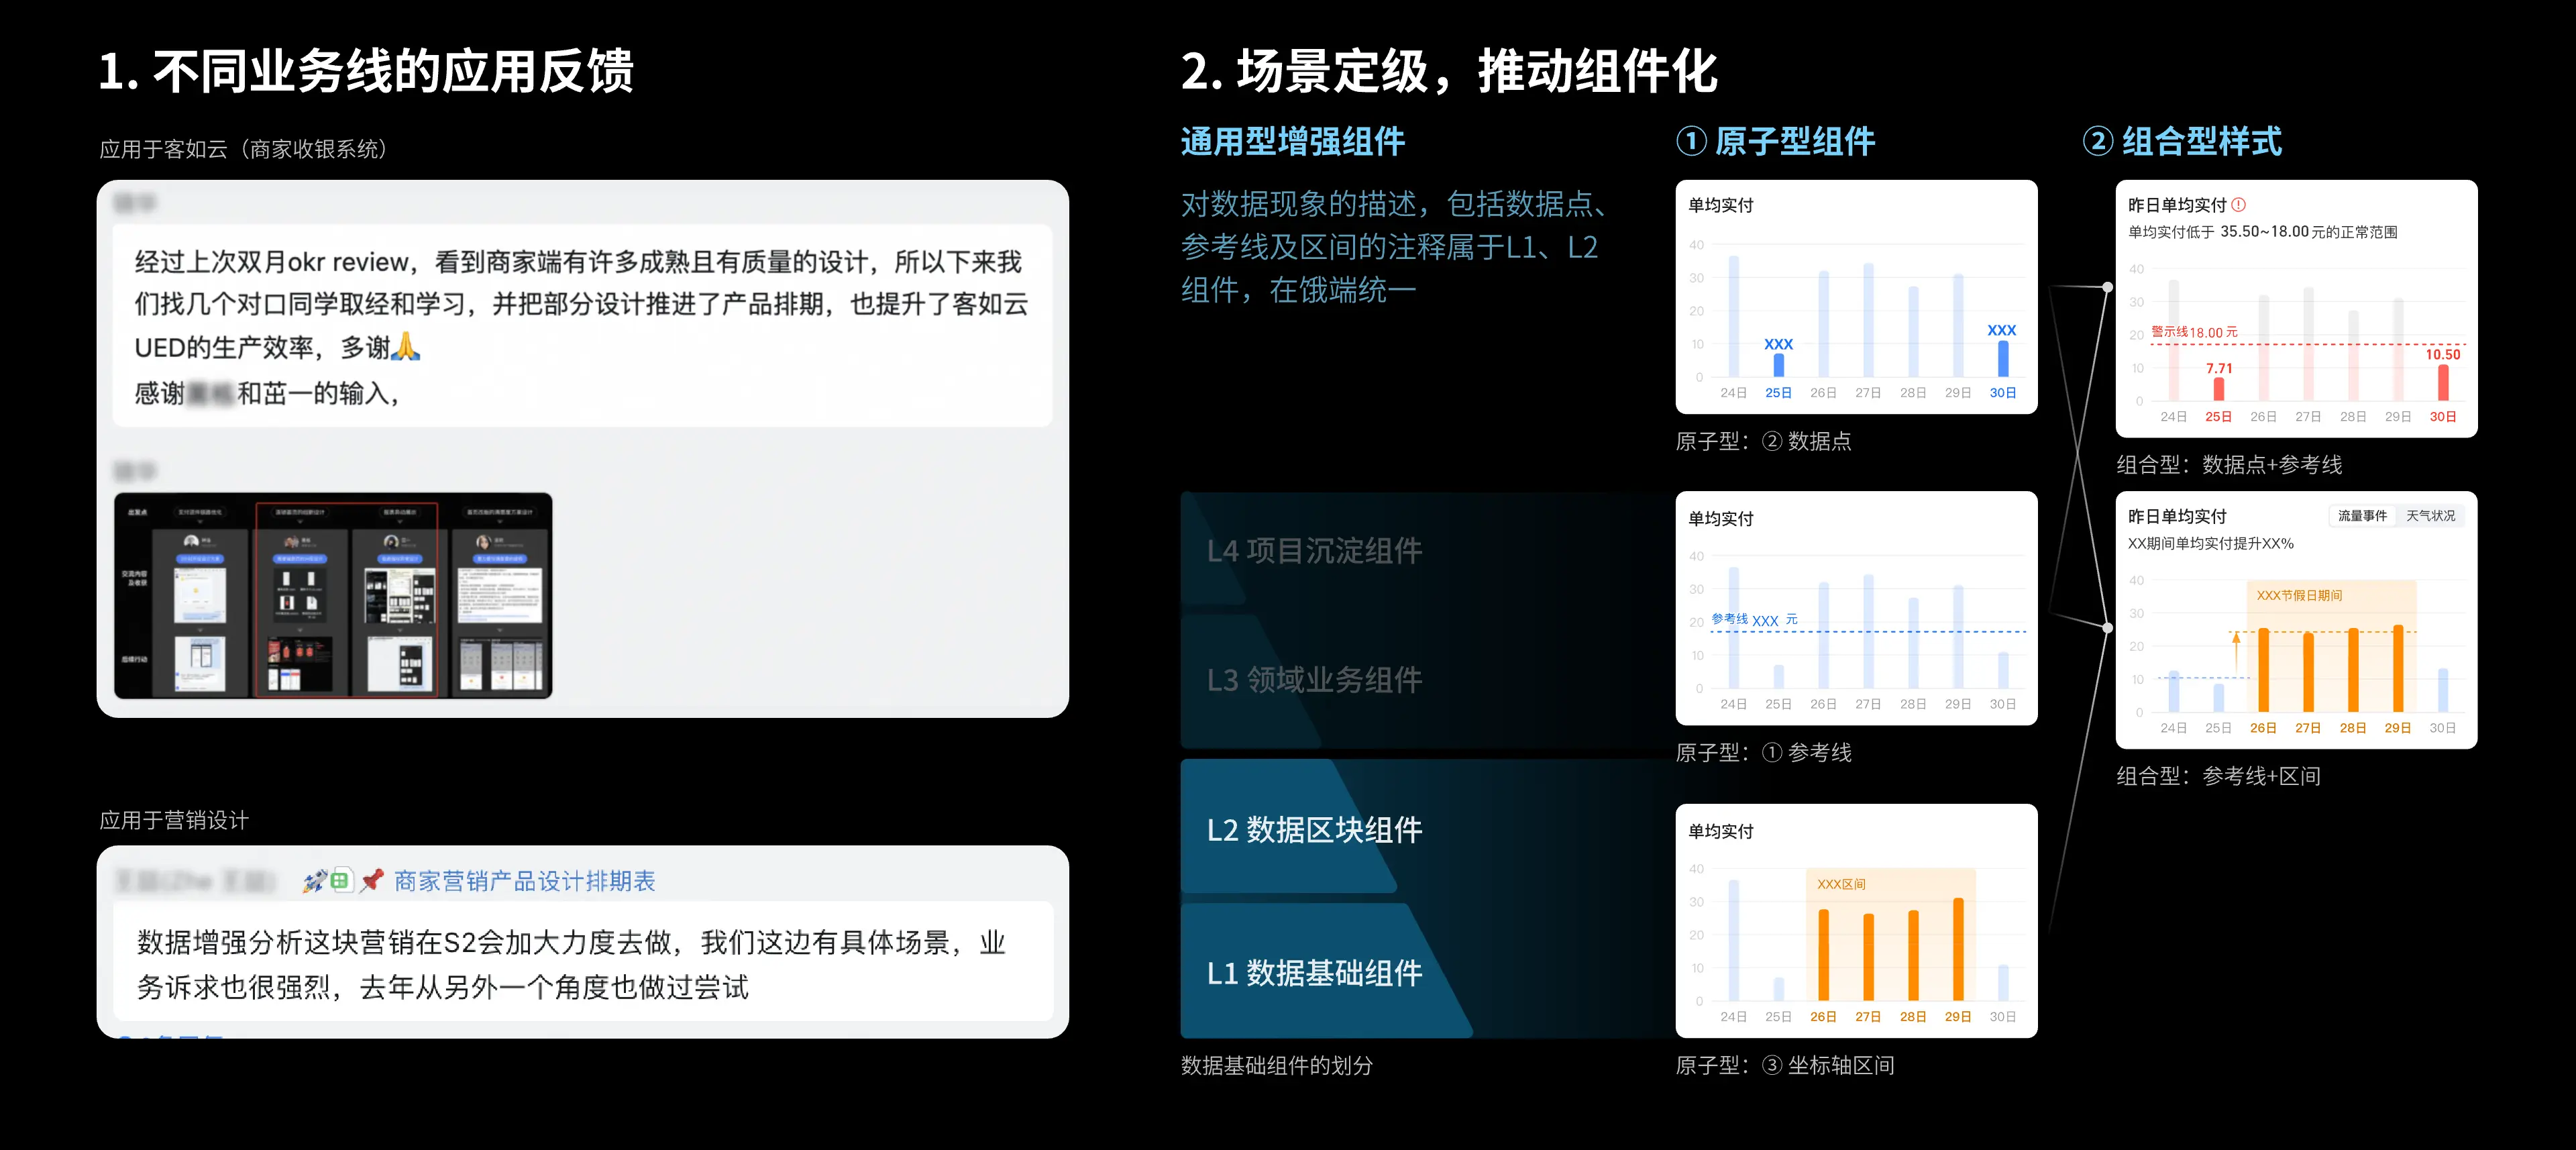 1. 不同业务线的应用反馈
应用于客如云（商家收银系统）
经过上次双月okr review，看到商家端有许多成熟且有质量的设计，所以下来我
们找几个对口同学取经和学习，并把部分设计推进了产品排期，也提升了客如云
UED的生产效率，多谢🙏
感谢
和茁一的输入，
出发点
交流内容
及收获
后续行动
应用于营销设计
🚀📌 商家营销产品设计排期表
数据增强分析这块营销在S2会加大力度去做，我们这边有具体场景，业
务诉求也很强烈，去年从另外一个角度也做过尝试
2. 场景定级，推动组件化
通用型增强组件
对数据现象的描述，包括数据点、
参考线及区间的注释属于L1、L2
组件，在饿端统一
L4 项目沉淀组件
L3 领域业务组件
L2 数据区块组件
L1 数据基础组件
数据基础组件的划分
① 原子型组件
单均实付
40
30
20
10
0
XXX
XXX
24日 25日 26日 27日 28日 29日 30日
原子型：② 数据点
单均实付
40
30
20
10
0
参考线 XXX 元
24日 25日 26日 27日 28日 29日 30日
原子型：① 参考线
单均实付
40
30
20
10
0
XXX区间
24日 25日 26日 27日 28日 29日 30日
原子型：③ 坐标轴区间
② 组合型样式
昨日单均实付
单均实付低于 35.50~18.00 元的正常范围
40
30
20
10
0
警示线18.00 元
7.71
10.50
24日 25日 26日 27日 28日 29日 30日
组合型：数据点+参考线
昨日单均实付
流量事件 天气状况
XX期间单均实付提升XX%
40
30
20
10
0
XXX节假日期间
24日 25日 26日 27日 28日 29日 30日
组合型：参考线+区间